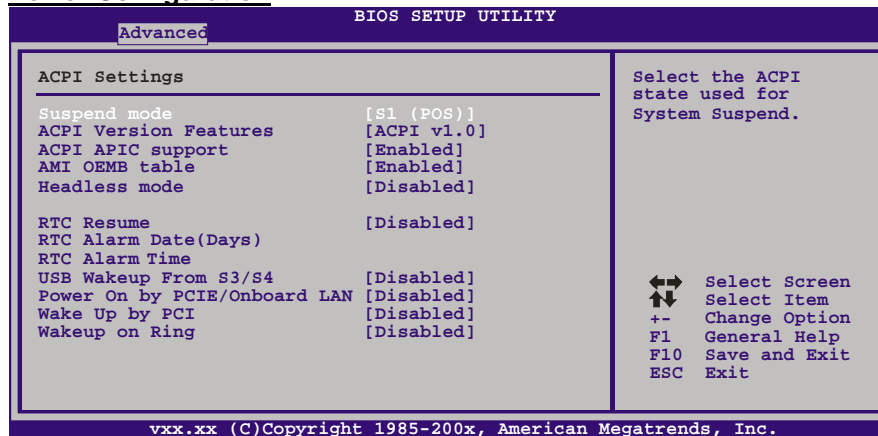 BIOS SETUP UTILITY
Advanced
ACPI Settings
Suspend mode [S1 (POS)]
ACPI Version Features [ACPI v1.0]
ACPI APIC support [Enabled]
AMI OEMB table [Enabled]
Headless mode [Disabled]
RTC Resume [Disabled]
RTC Alarm Date(Days)
RTC Alarm Time
USB Wakeup From S3/S4 [Disabled]
Power On by PCIE/Onboard LAN [Disabled]
Wake Up by PCI [Disabled]
Wakeup on Ring [Disabled]
Select the ACPI
state used for
System Suspend.
Select Screen
Select Item
+- Change Option
F1 General Help
F10 Save and Exit
ESC Exit
vxx.xx (C)Copyright 1985-200x, American Megatrends, Inc.